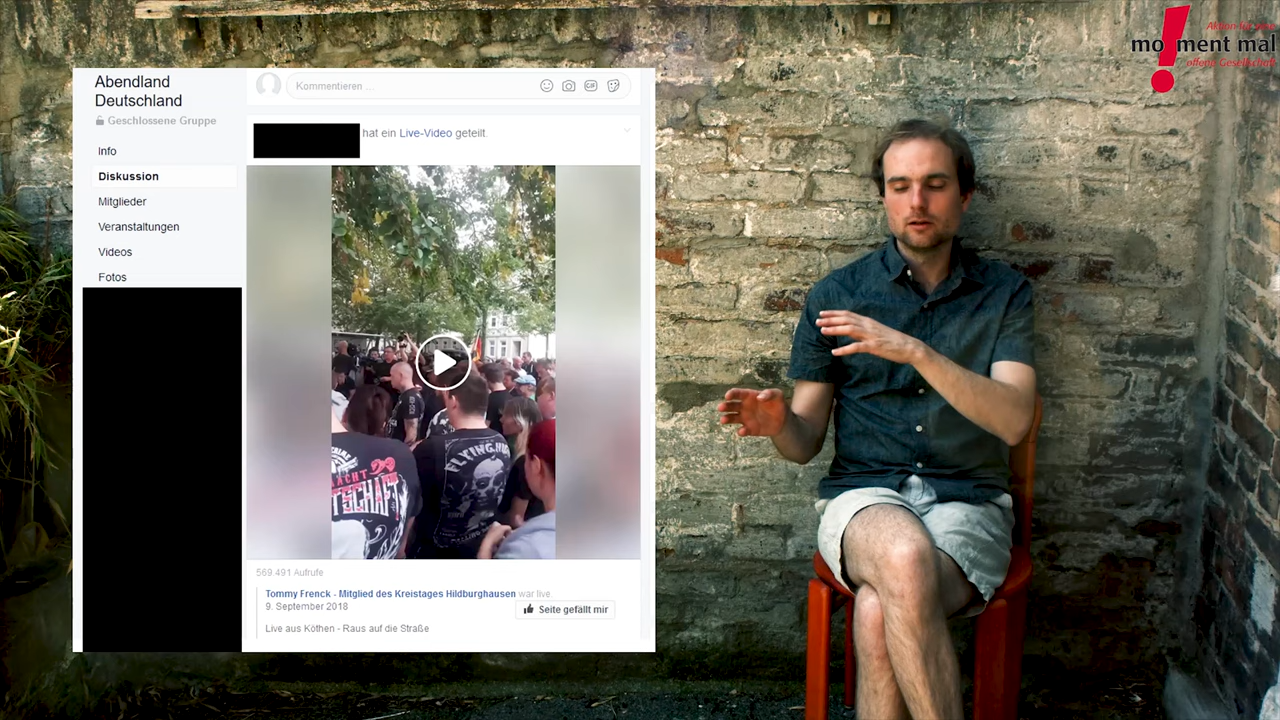 Abendland
Deutschland
Geschlossene Gruppe
Info
Diskussion
Mitglieder
Veranstaltungen
Videos
Fotos
Kommentieren ...
GIF
hat ein Live-Video geteilt.
FLYING
569.491 Aufrufe
Tommy Frenck - Mitglied des Kreistages Hildburghausen war live.
9. September 2018
Seite gefällt mir
Live aus Köthen - Raus auf die Straße
mo!ment mal
offene Gesellschaft